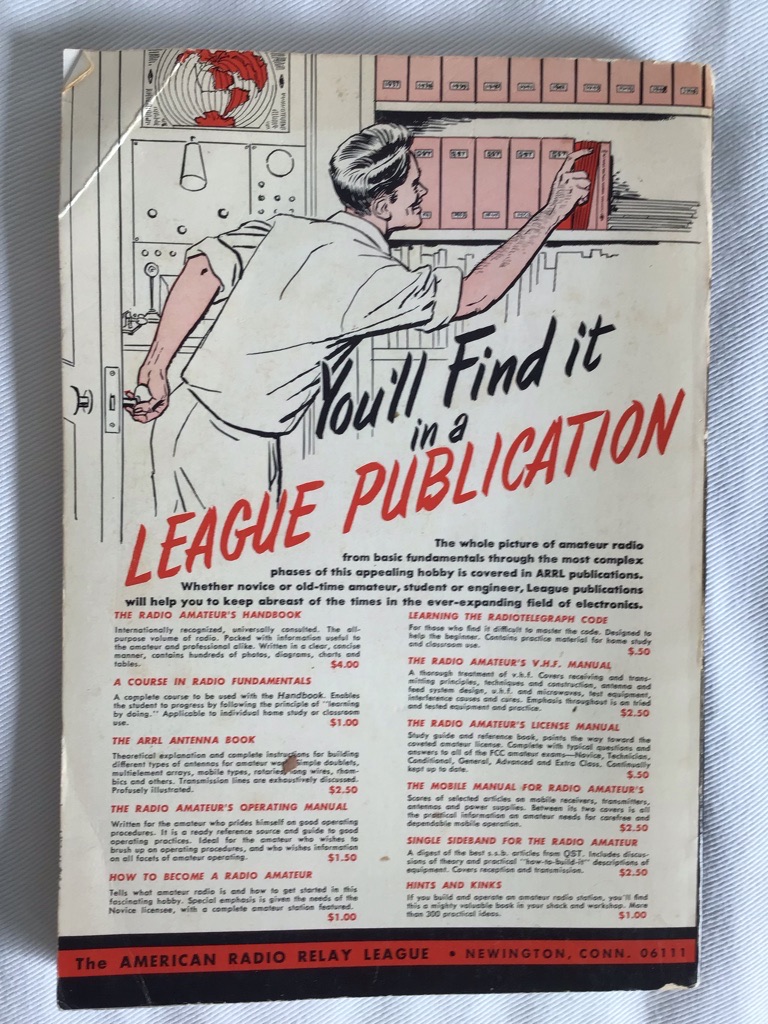 1937
QST QST QST QST QST
You'll Find it
in a
LEAGUE PUBLICATION
The whole picture of amateur radio
from basic fundamentals through the most complex
phases of this appealing hobby is covered in ARRL publications.
Whether novice or old-time amateur, student or engineer, League publications
will help you to keep abreast of the times in the ever-expanding field of electronics.
THE RADIO AMATEUR'S HANDBOOK
Internationally recognized, universally consulted. The all-
purpose volume of radio. Packed with information useful to
the amateur and professional alike. Written in a clear, concise
manner, contains hundreds of photos, diagrams, charts and
tables. $4.00
A COURSE IN RADIO FUNDAMENTALS
A complete course to be used with the Handbook. Enables
the student to progress by following the principle of "learning
by doing." Applicable to individual home study or classroom
use. $1.00
THE ARRL ANTENNA BOOK
Theoretical explanation and complete instructions for building
different types of antennas for amateur simple doublets,
multielement arrays, mobile types, rotaries, long wires, rhom-
bics and others. Transmission lines are exhaustively discussed.
Profusely illustrated. $2.50
THE RADIO AMATEUR'S OPERATING MANUAL
Written for the amateur who prides himself on good operating
procedures. It is a ready reference source and guide to good
operating practices. Ideal for the amateur who wishes to
brush up on operating procedures, and who wishes information
on all facets of amateur operating. $1.50
HOW TO BECOME A RADIO AMATEUR
Tells what amateur radio is and how to get started in this
fascinating hobby. Special emphasis is given the needs of the
Novice licensee, with a complete amateur station featured.
$1.00
LEARNING THE RADIOTELEGRAPH CODE
For those who find it difficult to master the code. Designed to
help the beginner. Contains practice material for home study
and classroom use. $.50
THE RADIO AMATEUR'S V.H.F. MANUAL
A thorough treatment of v.h.f. Covers receiving and trans-
mitting principles, techniques and construction, antenna and
feed system design, u.h.f. and microwaves, test equipment,
interference causes and cures. Emphasis throughout is on tried
and tested equipment and practice. $2.50
THE RADIO AMATEUR'S LICENSE MANUAL
Study guide and reference book, points the way toward the
coveted amateur license. Complete with typical questions and
answers to all of the FCC amateur exams—Novice, Technician,
Conditional, General, Advanced and Extra Class. Continually
kept up to date. $.50
THE MOBILE MANUAL FOR RADIO AMATEUR'S
Scores of selected articles on mobile receivers, transmitters,
antennas and power supplies. Between its two covers is all
the practical information an amateur needs for carefree and
dependable mobile operation. $2.50
SINGLE SIDEBAND FOR THE RADIO AMATEUR
A digest of the best s.s.b. articles from QST. Includes discus-
sions of theory and practical "how-to-build-it" descriptions of
equipment. Covers reception and transmission. $2.50
HINTS AND KINKS
If you build and operate an amateur radio station, you'll find
this a mighty valuable book in your shack and workshop. More
than 300 practical ideas. $1.00
The AMERICAN RADIO RELAY LEAGUE • NEWINGTON, CONN. 06111